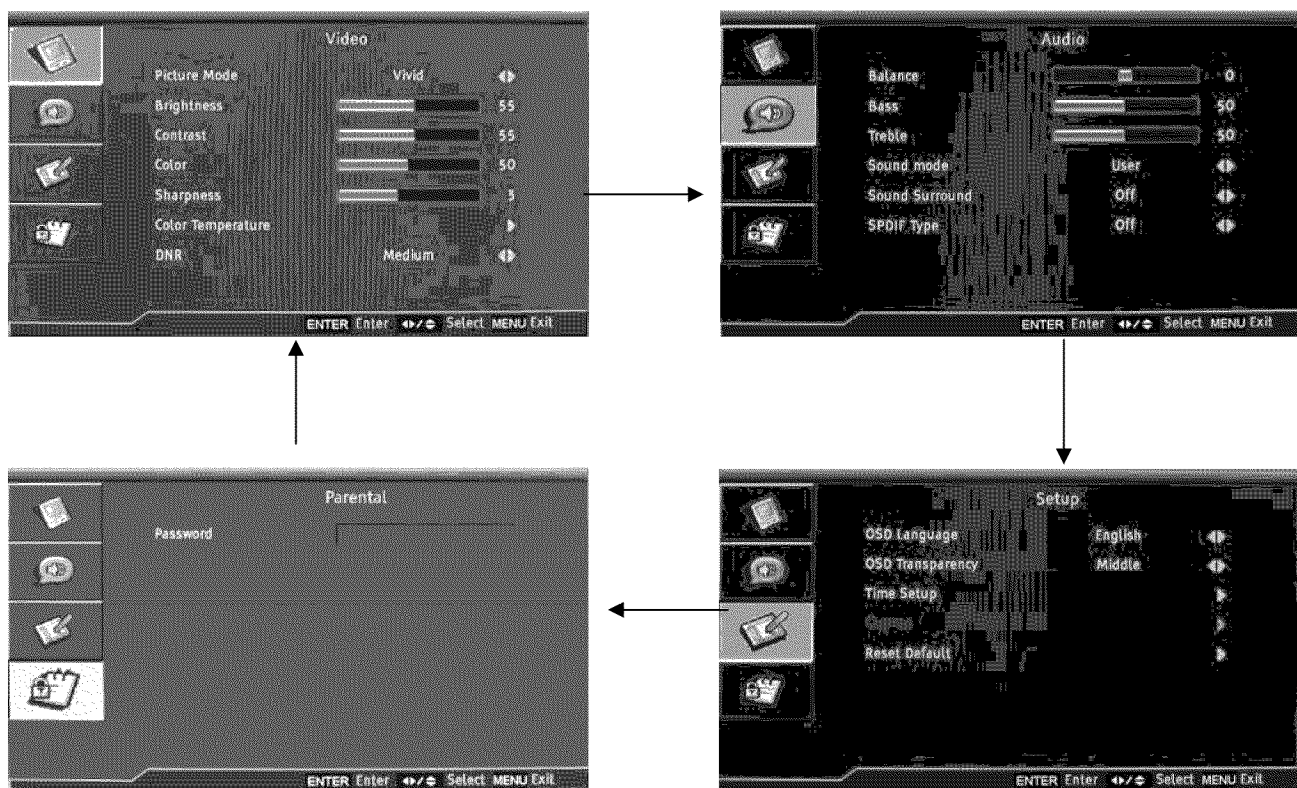 Video
Picture Mode Vivid
Brightness 55
Contrast 55
Color 50
Sharpness 3
Color Temperature
DNR Medium
ENTER Enter Select MENU Exit
Audio
Balance 0
Bass 50
Treble 50
Sound mode User
Sound Surround Off
SPDIF Type Off
ENTER Enter Select MENU Exit
Parental
Password
ENTER Enter Select MENU Exit
Setup
OSD Language English
OSD Transparency Middle
Time Setup
Reset Default
ENTER Enter Select MENU Exit